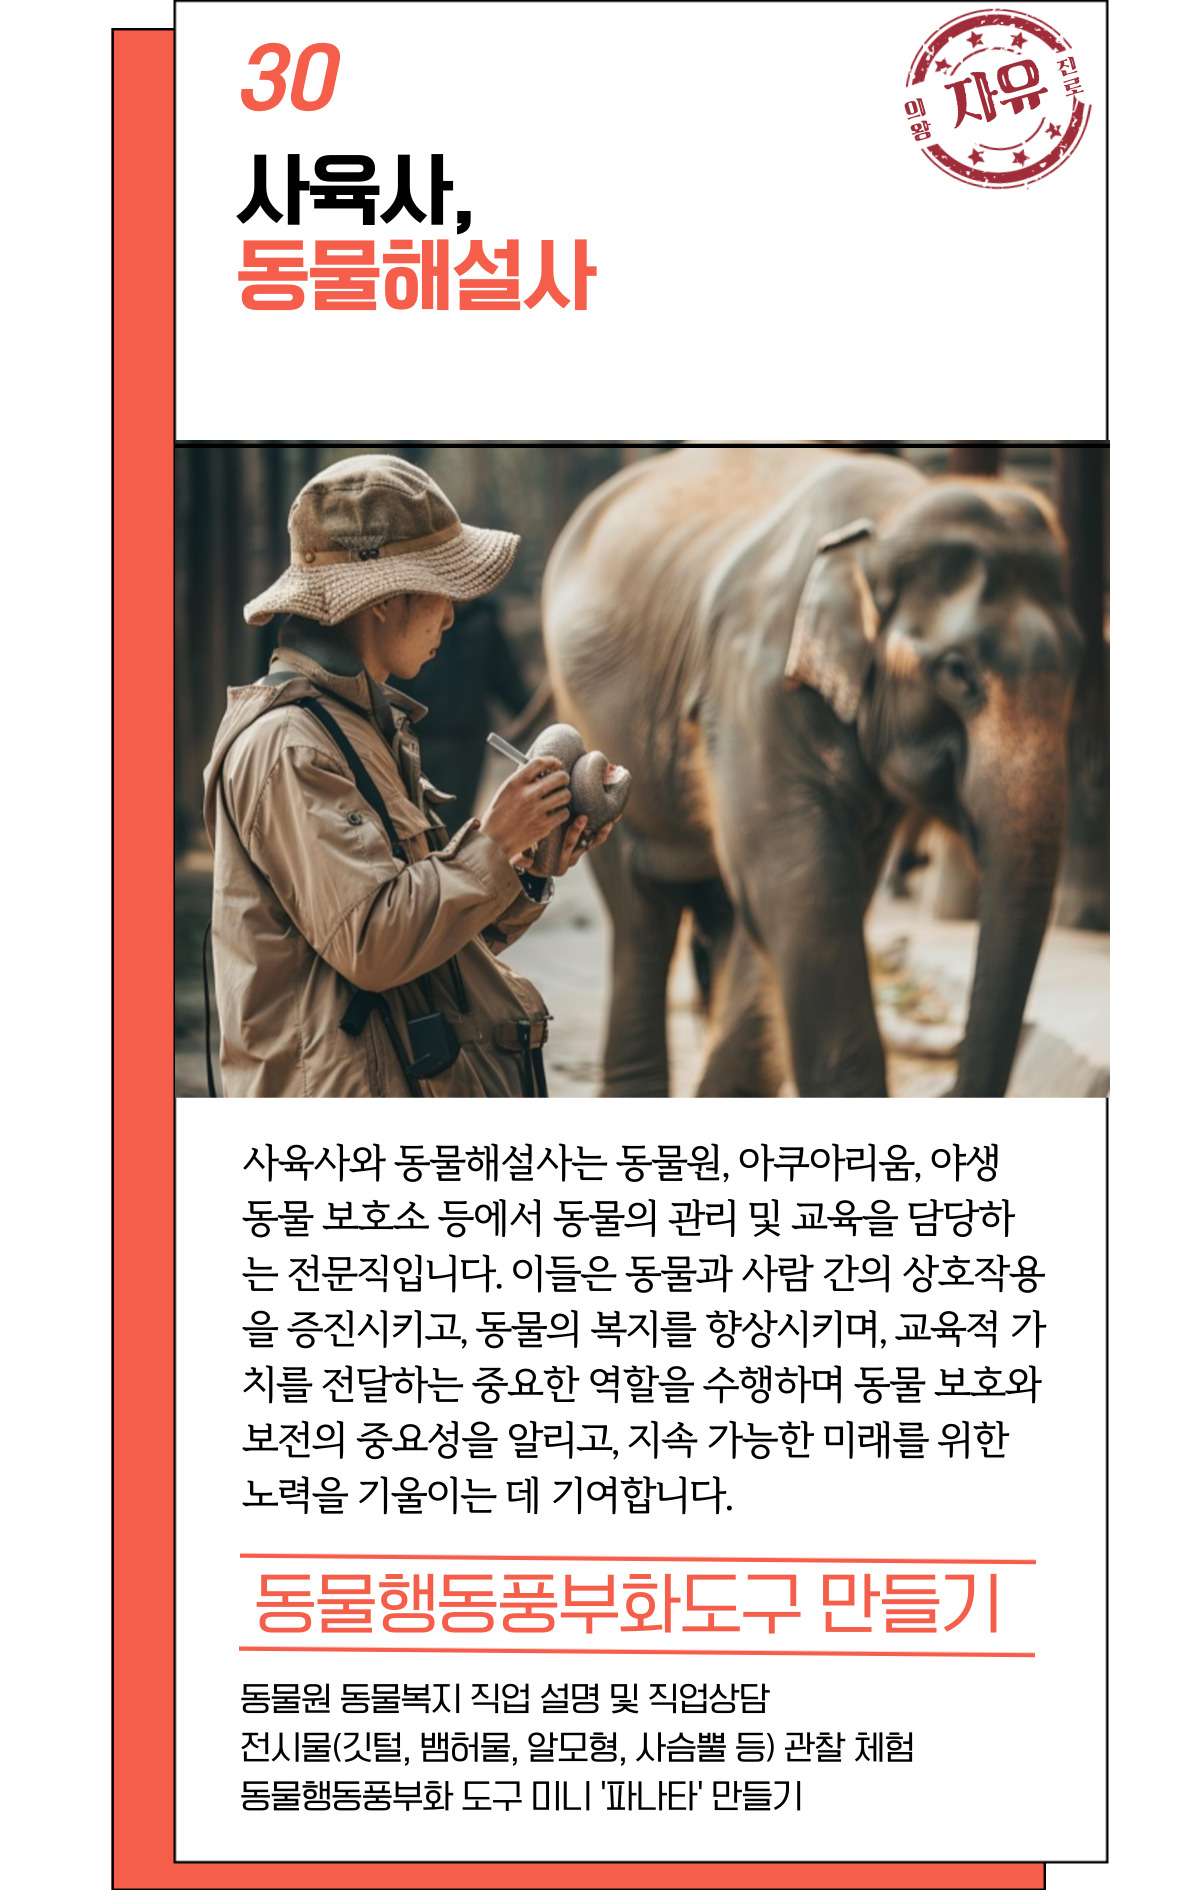 30
자유
진로
의왕
사육사,
동물해설사
사육사와 동물해설사는 동물원, 아쿠아리움, 야생
동물 보호소 등에서 동물의 관리 및 교육을 담당하
는 전문직입니다. 이들은 동물과 사람 간의 상호작용
을 증진시키고, 동물의 복지를 향상시키며, 교육적 가
치를 전달하는 중요한 역할을 수행하며 동물 보호와
보전의 중요성을 알리고, 지속 가능한 미래를 위한
노력을 기울이는 데 기여합니다.
동물행동풍부화도구 만들기
동물원 동물복지 직업 설명 및 직업상담
전시물(깃털, 뱀허물, 알모형, 사슴뿔 등) 관찰 체험
동물행동풍부화 도구 미니 '파나타' 만들기